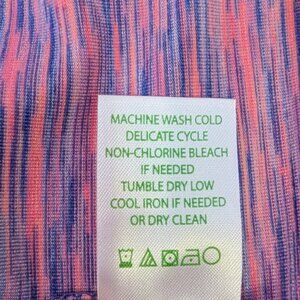 MACHINE WASH COLD
DELICATE CYCLE
NON-CHLORINE BLEACH
IF NEEDED
TUMBLE DRY LOW
COOL IRON IF NEEDED
OR DRY CLEAN